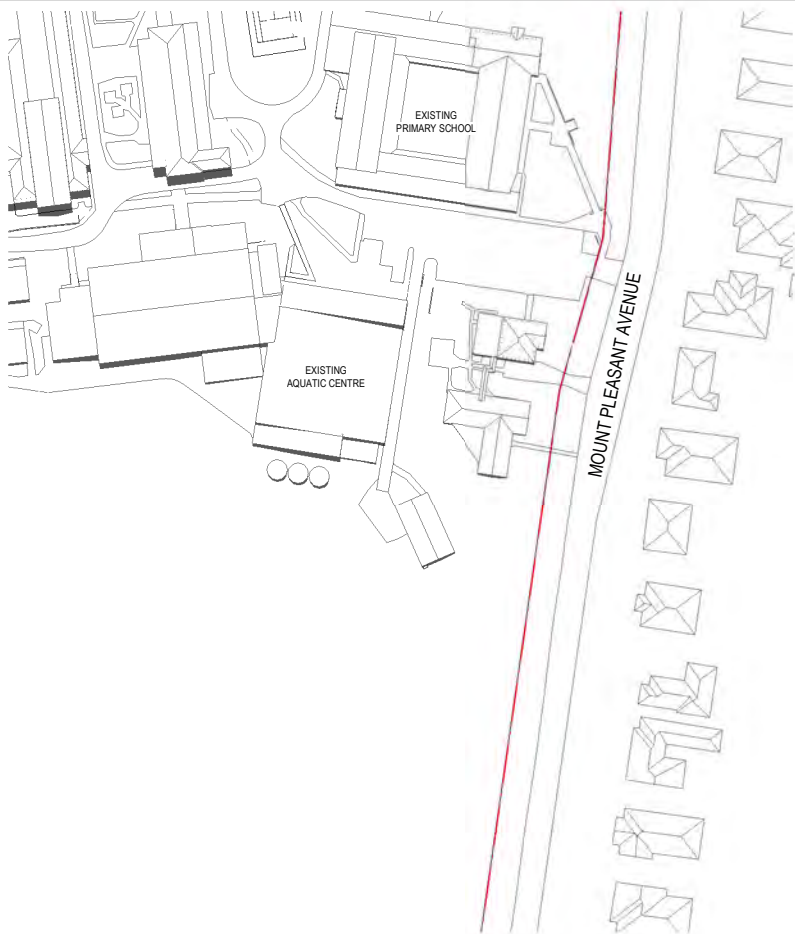 EXISTING
PRIMARY SCHOOL
MOUNT PLEASANT AVENUE
EXISTING
AQUATIC CENTRE